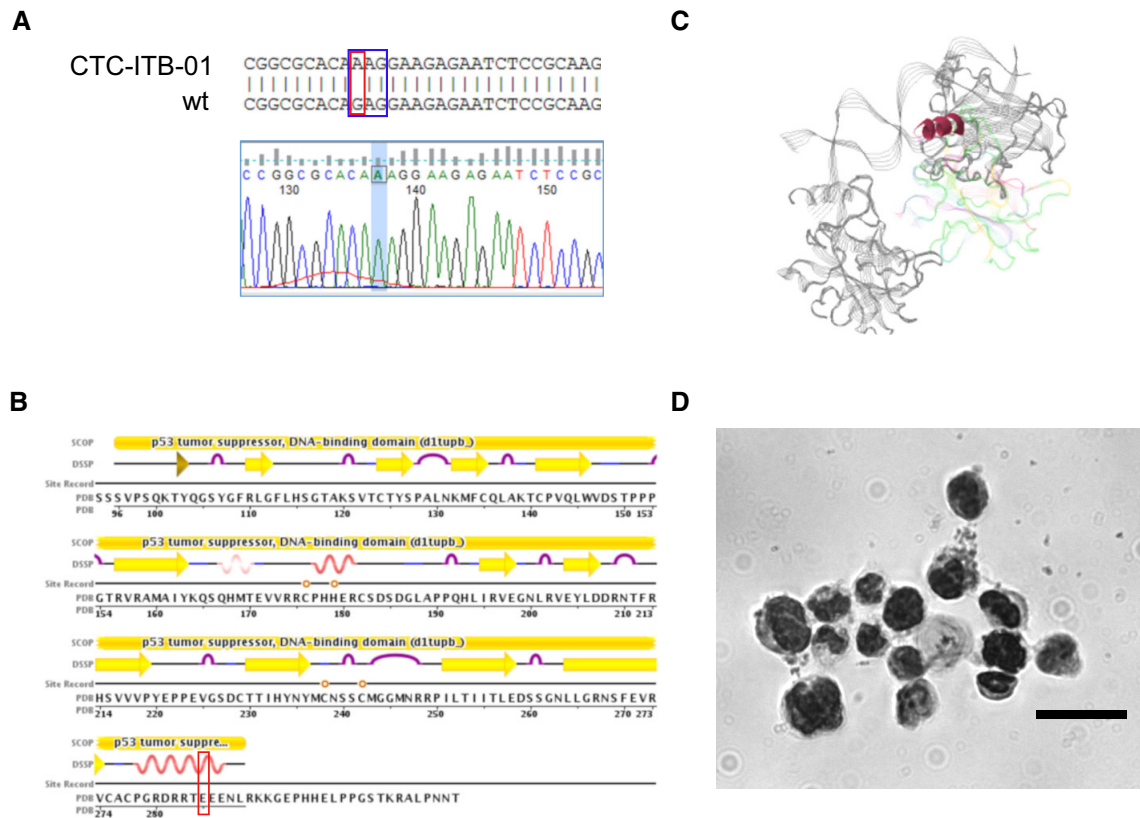 A
CTC-ITB-01 CGGCGCACAAAGGAAGAGAATCTCCGCAAG
wt CGGCGCACAGAGGAAGAGAATCTCCGCAAG
C C G G C G C A C A A A G G A A G A G A A T C T C C G C
130 140 150
B
SCOP p53 tumor suppressor, DNA-binding domain (d1tupb_)
DSSP
Site Record
PDB SSSVPSQKTYQGSYGFRLGFLHSGTAKSVTCTYSPALNKMFCQLAKTCPVQLWVDSTPPP
PDB 96 100 110 120 130 140 150 153
SCOP p53 tumor suppressor, DNA-binding domain (d1tupb_)
DSSP
Site Record
PDB GTRVRAMAIYKQSQHMTEVVRRCPHHERCSDSDGLAPPQHLIRVEGNLRVEYLDDRNTFR
PDB 154 160 170 180 190 200 210 213
SCOP p53 tumor suppressor, DNA-binding domain (d1tupb_)
DSSP
Site Record
PDB HSVVVPYEPPEVGSDCTTIHYNYMCNSSCMGGMNRRPILTIITLEDSSGNLLGRNSFEVR
PDB 214 220 230 240 250 260 270 273
SCOP p53 tumor suppre...
DSSP
Site Record
PDB VCACPGRDRRTEEENLRKKGEPHHELPPGSTKRALPNNT
PDB 274 280
C
D